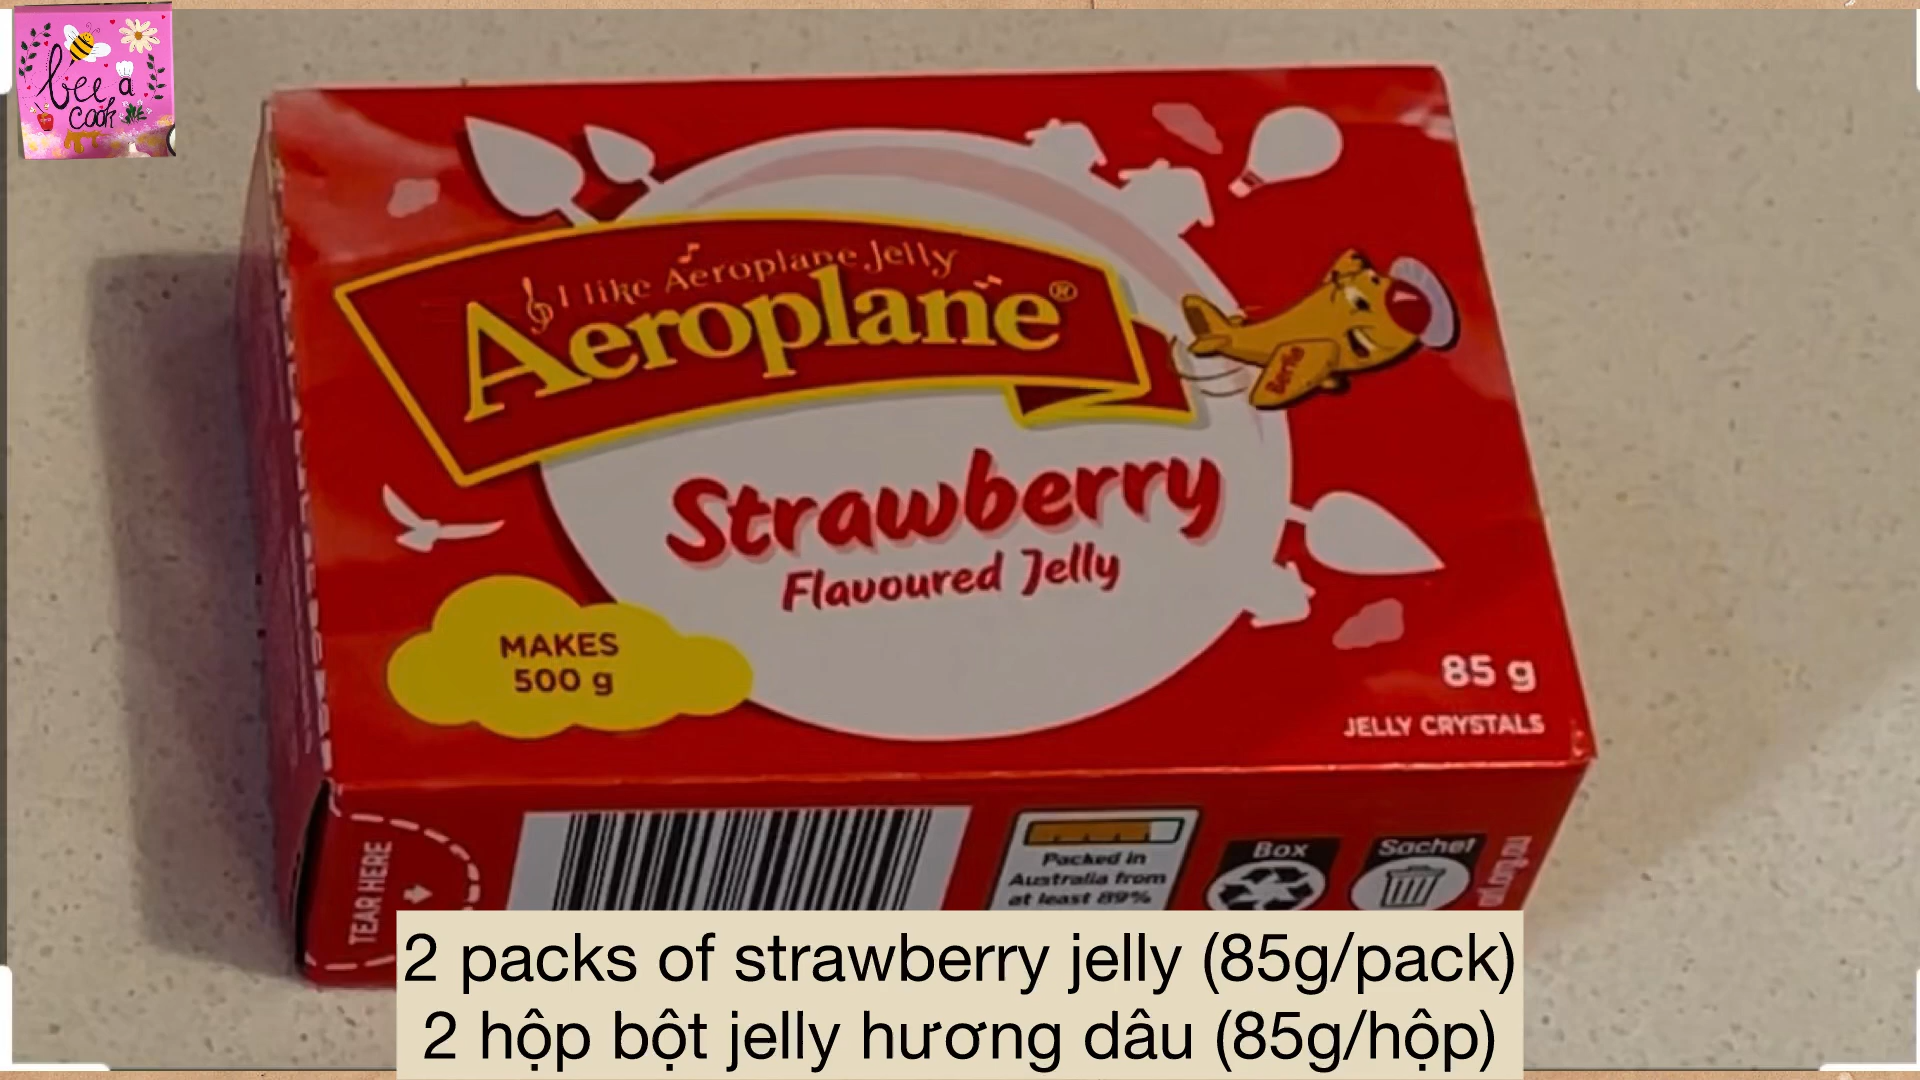 bee a
cook
I like Aeroplane Jelly
Aeroplane®
Bertie
Strawberry
Flavoured Jelly
MAKES
500 g
85 g
JELLY CRYSTALS
TEAR HERE
Packed in
Australia from
at least 89%
Box
Sachet
2 packs of strawberry jelly (85g/pack)
2 hộp bột jelly hương dâu (85g/hộp)